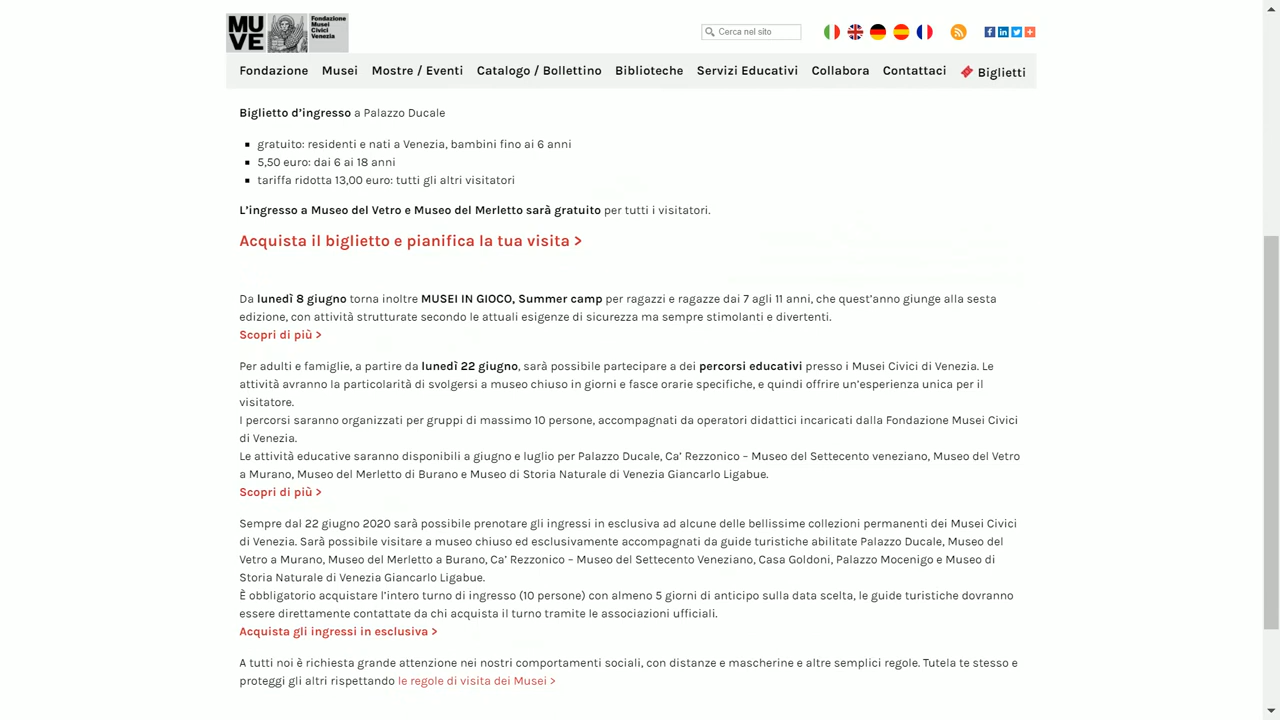 MU
VE
Fondazione
Musei
Civici
Venezia
Cerca nel sito
Fondazione Musei Mostre / Eventi Catalogo / Bollettino Biblioteche Servizi Educativi Collabora Contattaci Biglietti
Biglietto d’ingresso a Palazzo Ducale
gratuito: residenti e nati a Venezia, bambini fino ai 6 anni
5,50 euro: dai 6 ai 18 anni
tariffa ridotta 13,00 euro: tutti gli altri visitatori
L’ingresso a Museo del Vetro e Museo del Merletto sarà gratuito per tutti i visitatori.
Acquista il biglietto e pianifica la tua visita >
Da lunedì 8 giugno torna inoltre MUSEI IN GIOCO, Summer camp per ragazzi e ragazze dai 7 agli 11 anni, che quest’anno giunge alla sesta
edizione, con attività strutturate secondo le attuali esigenze di sicurezza ma sempre stimolanti e divertenti.
Scopri di più >
Per adulti e famiglie, a partire da lunedì 22 giugno, sarà possibile partecipare a dei percorsi educativi presso i Musei Civici di Venezia. Le
attività avranno la particolarità di svolgersi a museo chiuso in giorni e fasce orarie specifiche, e quindi offrire un’esperienza unica per il
visitatore.
I percorsi saranno organizzati per gruppi di massimo 10 persone, accompagnati da operatori didattici incaricati dalla Fondazione Musei Civici
di Venezia.
Le attività educative saranno disponibili a giugno e luglio per Palazzo Ducale, Ca’ Rezzonico – Museo del Settecento veneziano, Museo del Vetro
a Murano, Museo del Merletto di Burano e Museo di Storia Naturale di Venezia Giancarlo Ligabue.
Scopri di più >
Sempre dal 22 giugno 2020 sarà possibile prenotare gli ingressi in esclusiva ad alcune delle bellissime collezioni permanenti dei Musei Civici
di Venezia. Sarà possibile visitare a museo chiuso ed esclusivamente accompagnati da guide turistiche abilitate Palazzo Ducale, Museo del
Vetro a Murano, Museo del Merletto a Burano, Ca’ Rezzonico – Museo del Settecento Veneziano, Casa Goldoni, Palazzo Mocenigo e Museo di
Storia Naturale di Venezia Giancarlo Ligabue.
È obbligatorio acquistare l’intero turno di ingresso (10 persone) con almeno 5 giorni di anticipo sulla data scelta, le guide turistiche dovranno
essere direttamente contattate da chi acquista il turno tramite le associazioni ufficiali.
Acquista gli ingressi in esclusiva >
A tutti noi è richiesta grande attenzione nei nostri comportamenti sociali, con distanze e mascherine e altre semplici regole. Tutela te stesso e
proteggi gli altri rispettando le regole di visita dei Musei >